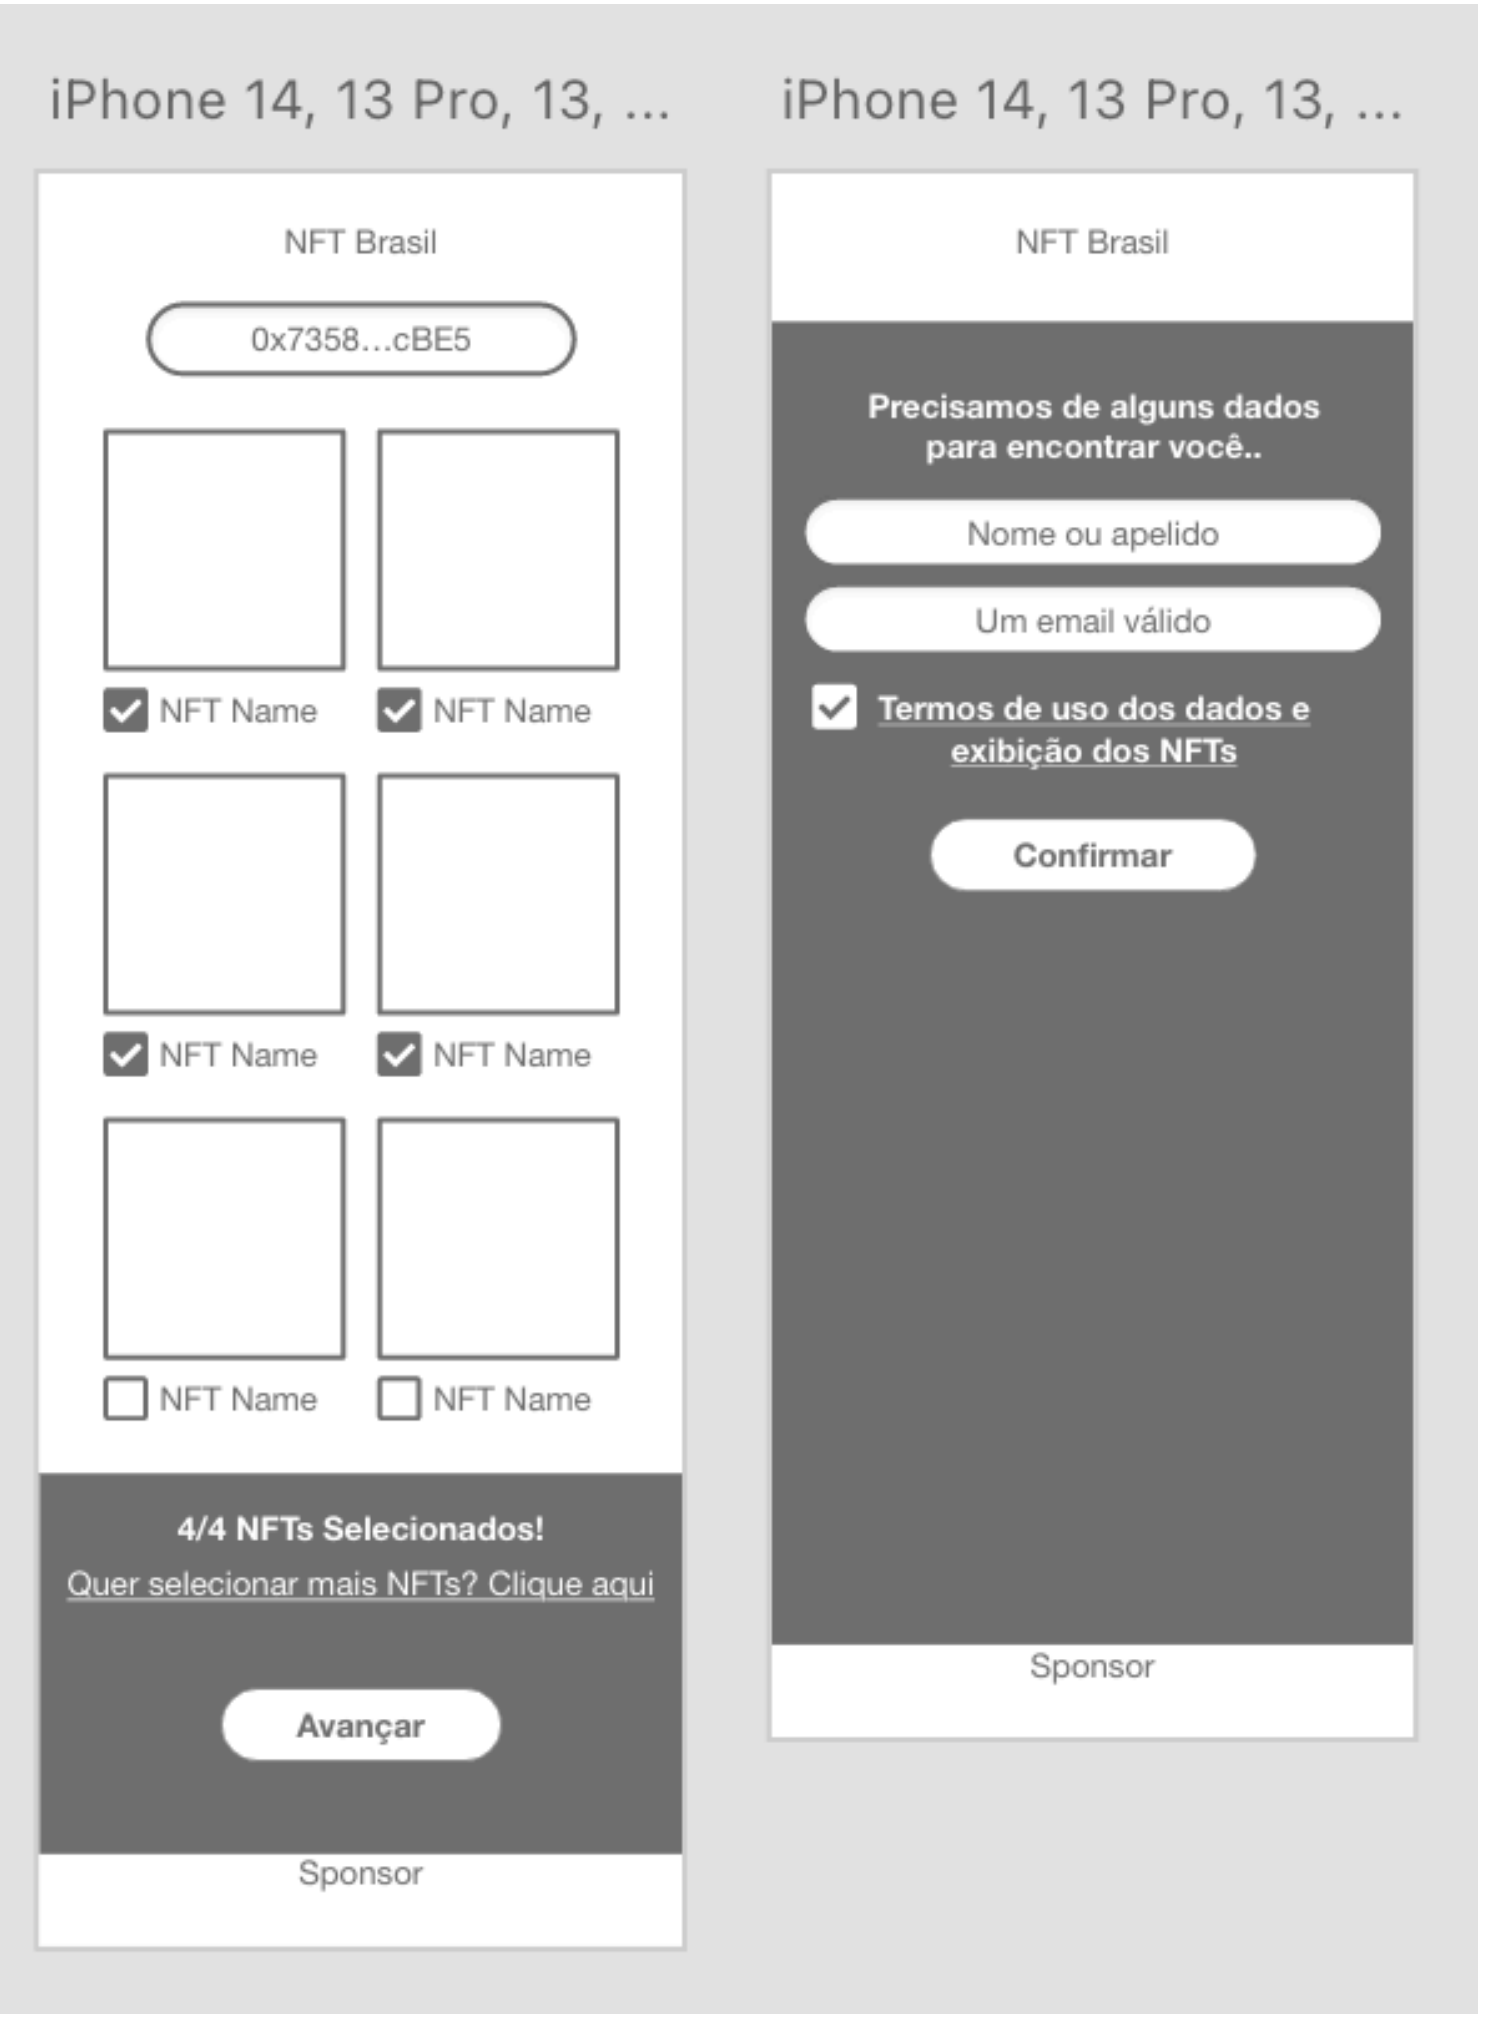 iPhone 14, 13 Pro, 13, ...
NFT Brasil
0x7358...cBE5
NFT Name
NFT Name
NFT Name
NFT Name
NFT Name
NFT Name
4/4 NFTs Selecionados!
Quer selecionar mais NFTs? Clique aqui
Avançar
Sponsor
iPhone 14, 13 Pro, 13, ...
NFT Brasil
Precisamos de alguns dados
para encontrar você..
Nome ou apelido
Um email válido
Termos de uso dos dados e
exibição dos NFTs
Confirmar
Sponsor